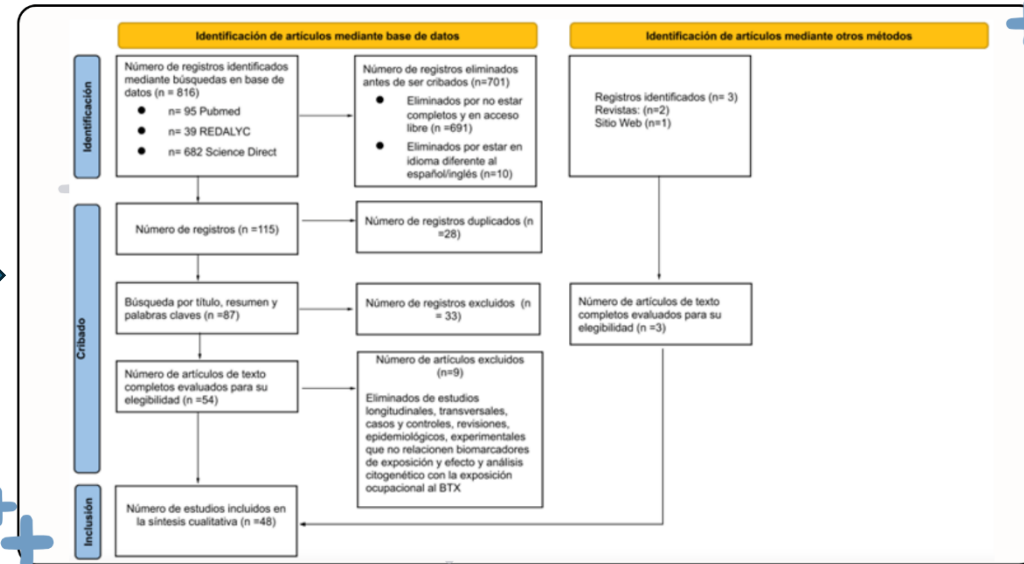 Identificación de artículos mediante base de datos
Identificación de artículos mediante otros métodos
Identificación
Número de registros identificados
mediante búsquedas en base de
datos (n = 816)
● n= 95 Pubmed
● n= 39 REDALYC
● n= 682 Science Direct
Número de registros eliminados
antes de ser cribados (n=701)
● Eliminados por no estar
completos y en acceso
libre (n =691)
● Eliminados por estar en
idioma diferente al
español/inglés (n=10)
Registros identificados (n= 3)
Revistas: (n=2)
Sitio Web (n=1)
Cribado
Número de registros (n =115)
Número de registros duplicados (n
=28)
Búsqueda por título, resumen y
palabras claves (n =87)
Número de registros excluidos (n
= 33)
Número de artículos de texto
completos evaluados para su
elegibilidad (n =3)
Número de artículos de texto
completos evaluados para su
elegibilidad (n =54)
Número de artículos excluidos
(n=9)
Eliminados de estudios
longitudinales, transversales,
casos y controles, revisiones,
epidemiológicos, experimentales
que no relacionen biomarcadores
de exposición y efecto y análisis
citogenético con la exposición
ocupacional al BTX
Inclusión
Número de estudios incluidos en
la síntesis cualitativa (n =48)